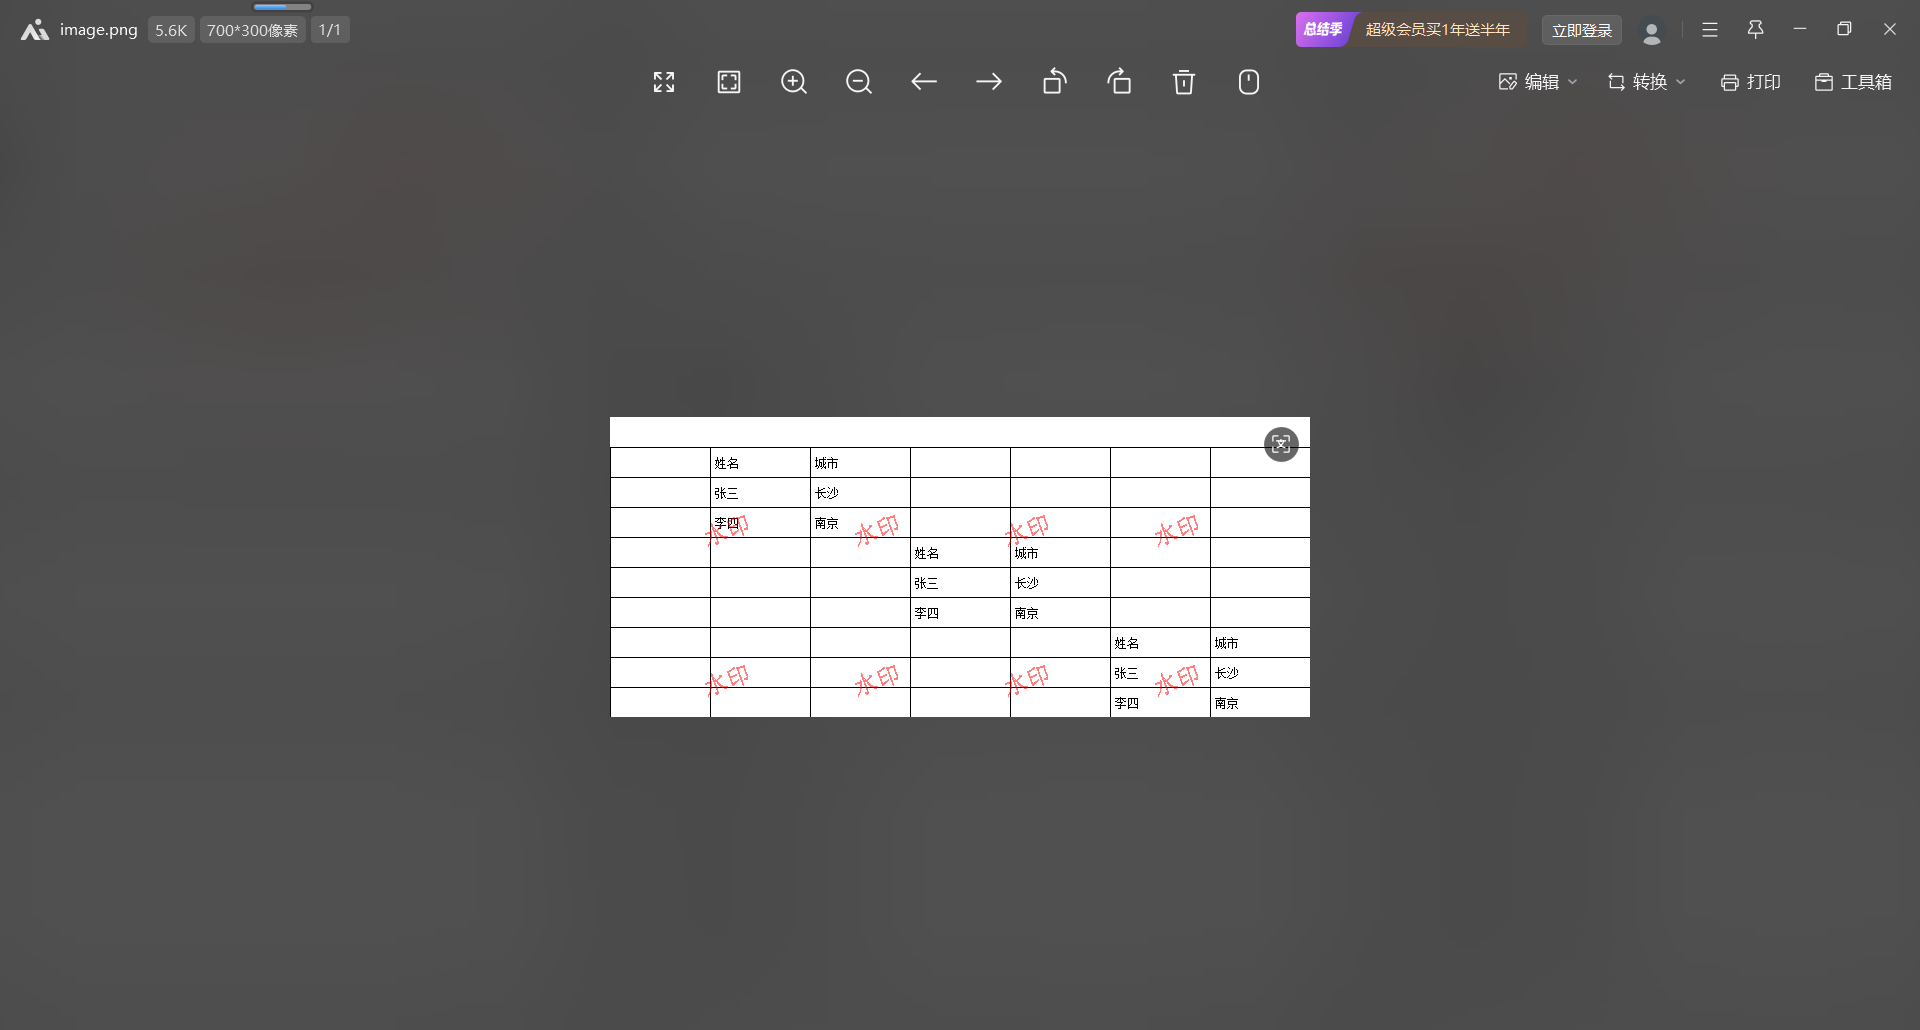 image.png 5.6K 700*300像素 1/1 总结季 超级会员买1年送半年 立即登录
编辑 转换 打印 工具箱
文
姓名 城市
张三 长沙
李四 南京
水印 水印 水印 水印
姓名 城市
张三 长沙
李四 南京
姓名 城市
张三 长沙
水印 水印 水印 水印
李四 南京